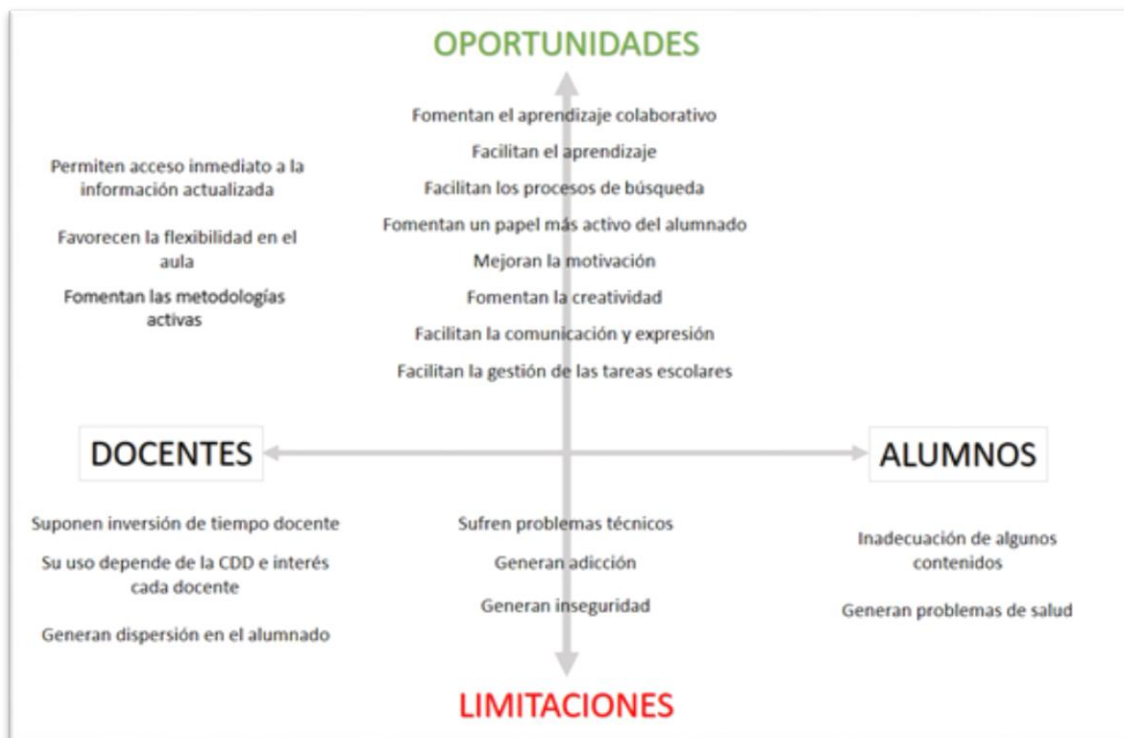 OPORTUNIDADES
Fomentan el aprendizaje colaborativo
Facilitan el aprendizaje
Facilitan los procesos de búsqueda
Fomentan un papel más activo del alumnado
Mejoran la motivación
Fomentan la creatividad
Facilitan la comunicación y expresión
Facilitan la gestión de las tareas escolares
Permiten acceso inmediato a la
información actualizada
Favorecen la flexibilidad en el
aula
Fomentan las metodologías
activas
DOCENTES
ALUMNOS
Suponen inversión de tiempo docente
Su uso depende de la CDD e interés
cada docente
Generan dispersión en el alumnado
Sufren problemas técnicos
Generan adicción
Generan inseguridad
Inadecuación de algunos
contenidos
Generan problemas de salud
LIMITACIONES